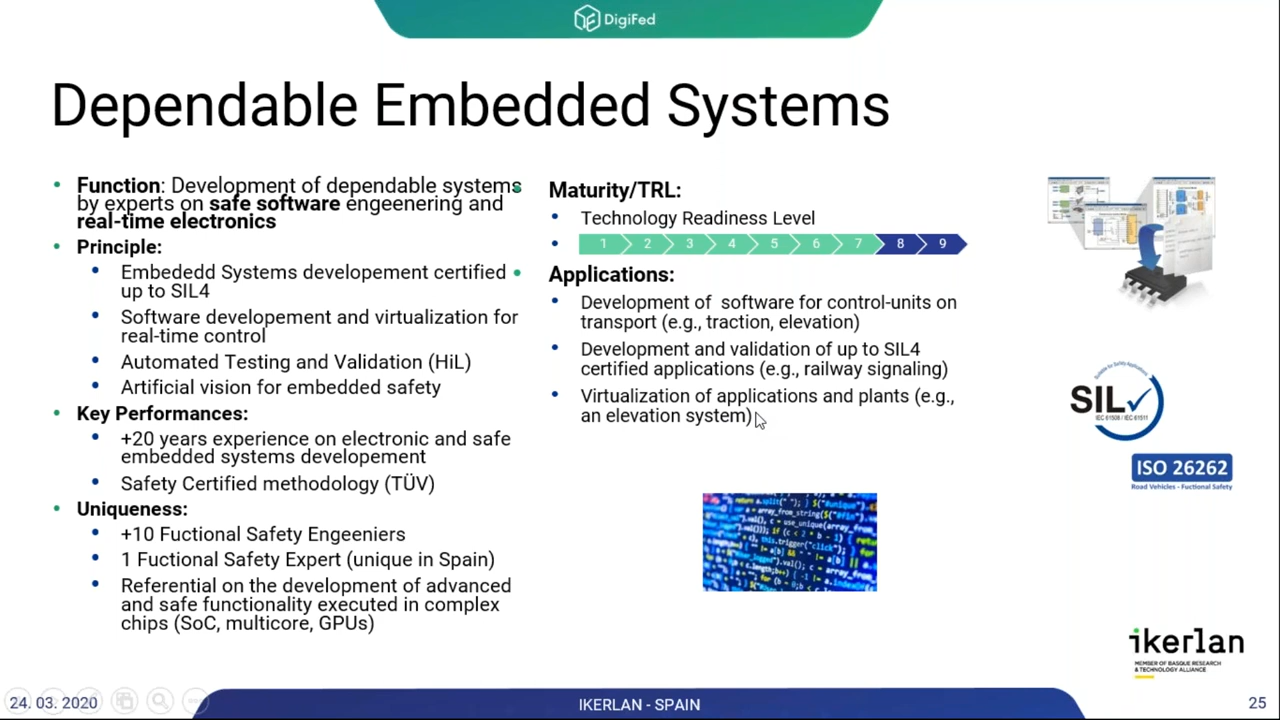 DigiFed
Dependable Embedded Systems
Function: Development of dependable systems
by experts on safe software engeenering and
real-time electronics
Principle:
Embededd Systems developement certified
up to SIL4
Software developement and virtualization for
real-time control
Automated Testing and Validation (HiL)
Artificial vision for embedded safety
Key Performances:
+20 years experience on electronic and safe
embedded systems developement
Safety Certified methodology (TÜV)
Uniqueness:
+10 Fuctional Safety Engeeniers
1 Fuctional Safety Expert (unique in Spain)
Referential on the development of advanced
and safe functionality executed in complex
chips (SoC, multicore, GPUs)
Maturity/TRL:
Technology Readiness Level
1 2 3 4 5 6 7 8 9
Applications:
Development of software for control-units on
transport (e.g., traction, elevation)
Development and validation of up to SIL4
certified applications (e.g., railway signaling)
Virtualization of applications and plants (e.g.,
an elevation system)
SIL
IEC 61508 / IEC 61511
ISO 26262
Road Vehicles - Fuctional Safety
ikerlan
MEMBER OF BASQUE RESEARCH
& TECHNOLOGY ALLIANCE
24. 03. 2020
IKERLAN - SPAIN
25